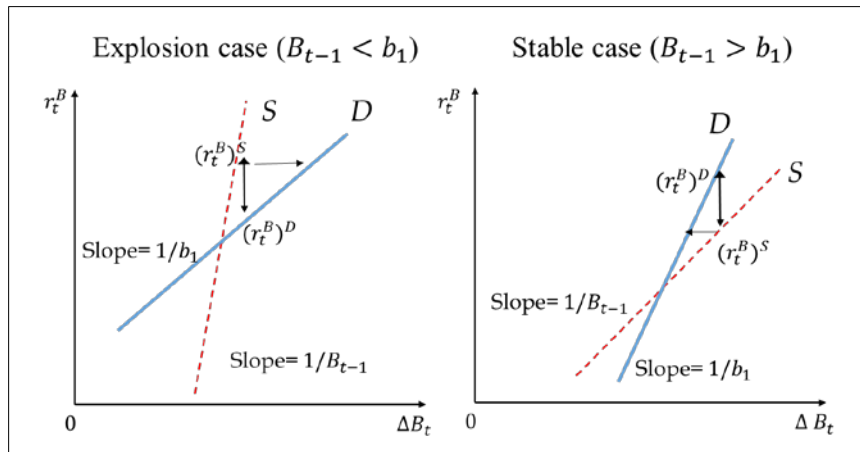 Explosion case (B_{t-1} < b_1)
r_t^B
S
D
(r_t^B)^S
(r_t^B)^D
Slope= 1/b_1
Slope= 1/B_{t-1}
0
ΔB_t
Stable case (B_{t-1} > b_1)
r_t^B
D
S
(r_t^B)^D
(r_t^B)^S
Slope= 1/B_{t-1}
Slope= 1/b_1
0
Δ B_t